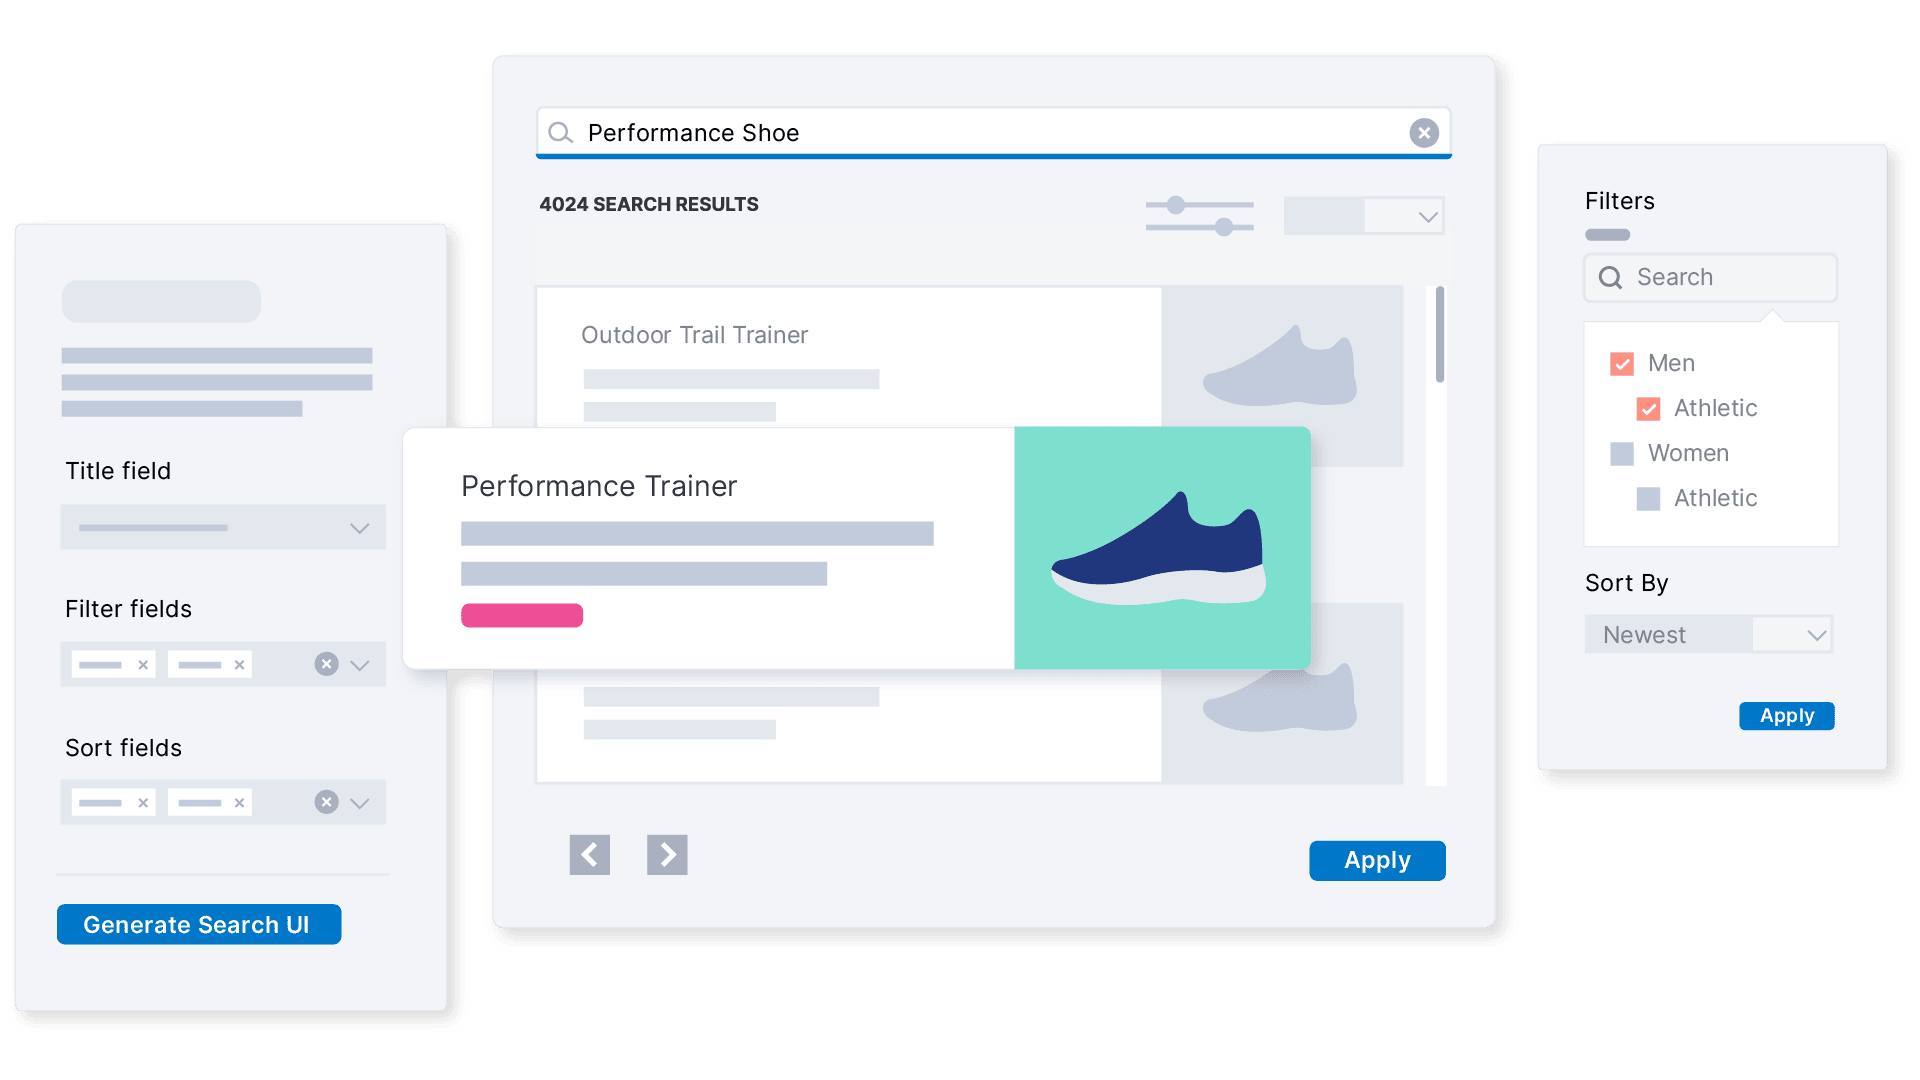 Title field
Filter fields
Sort fields
Generate Search UI
Performance Shoe
4024 SEARCH RESULTS
Outdoor Trail Trainer
Performance Trainer
Apply
Filters
Search
Men
Athletic
Women
Athletic
Sort By
Newest
Apply